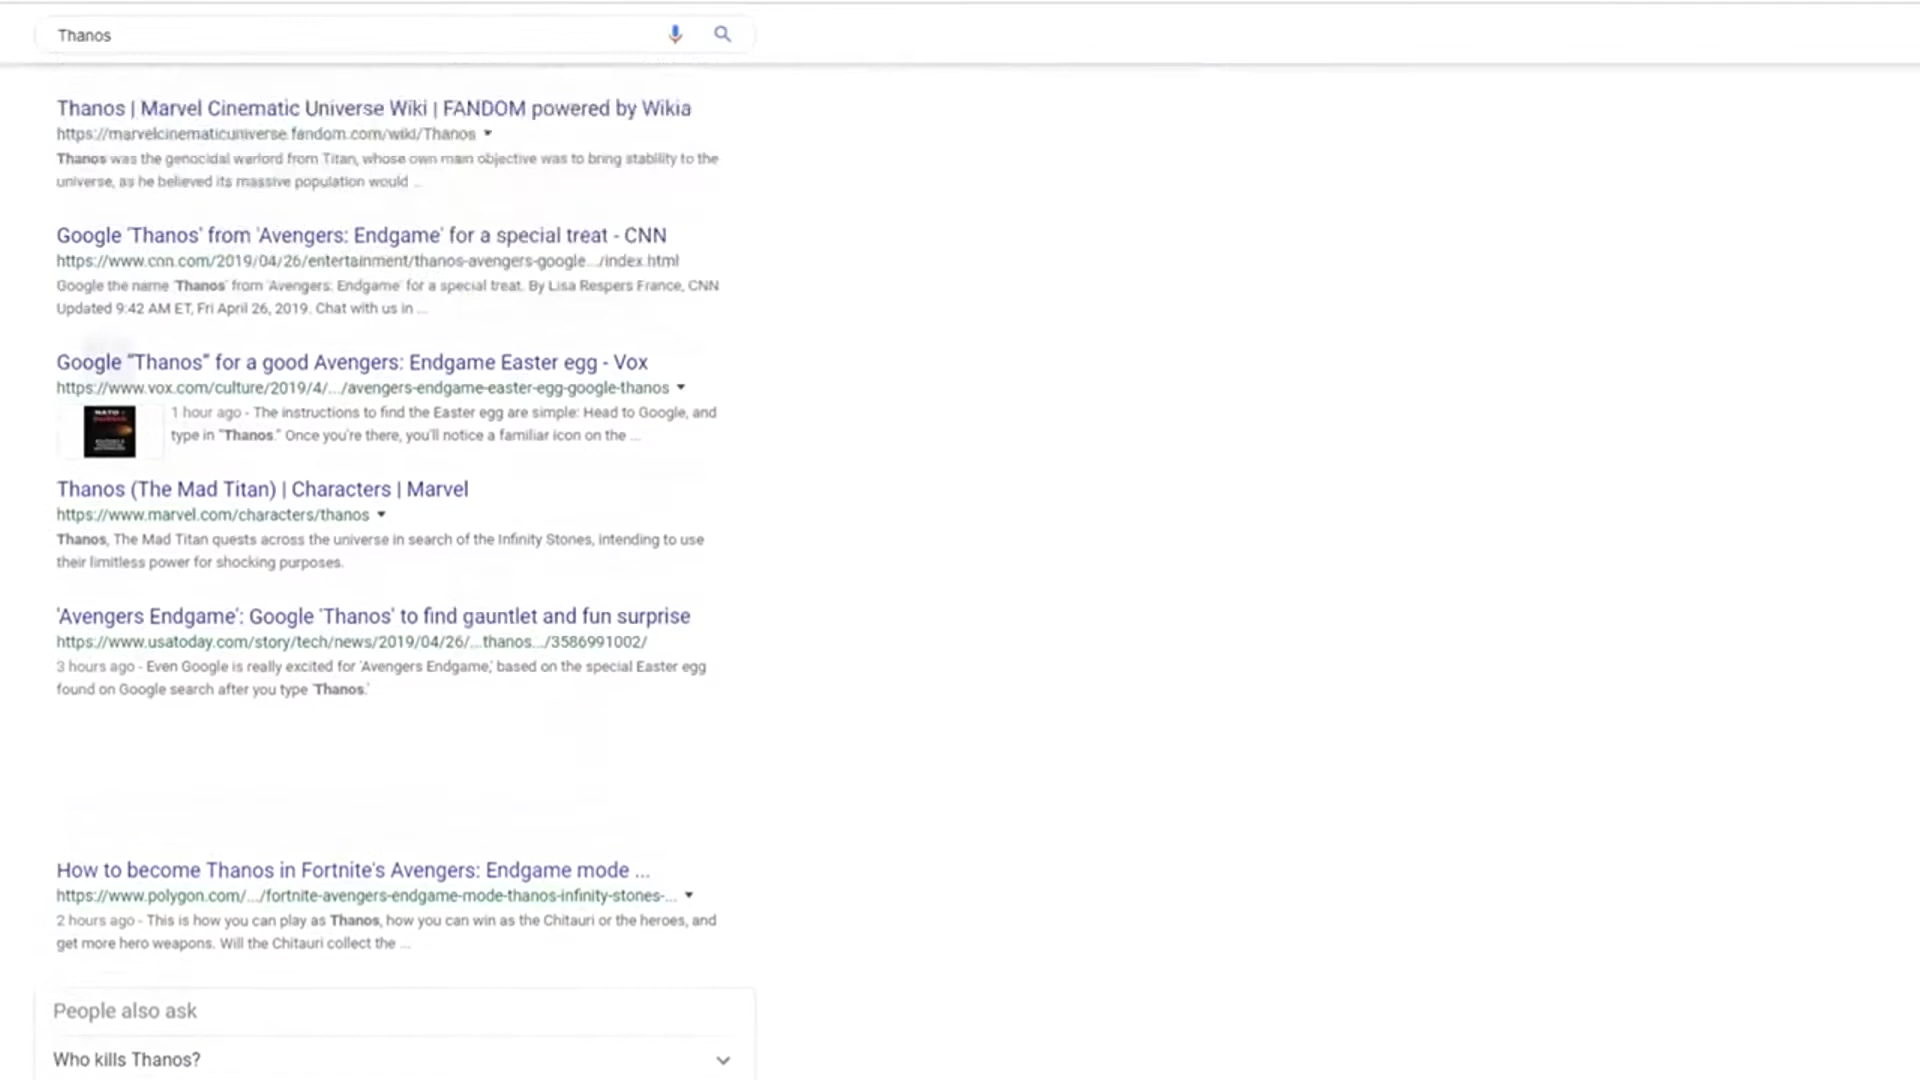 Thanos
Thanos | Marvel Cinematic Universe Wiki | FANDOM powered by Wikia
https://marvelcinematicuniverse.fandom.com/wiki/Thanos
Thanos was the genocidal warlord from Titan, whose own main objective was to bring stability to the
universe, as he believed its massive population would ...
Google 'Thanos' from 'Avengers: Endgame' for a special treat - CNN
https://www.cnn.com/2019/04/26/entertainment/thanos-avengers-google.../index.html
Google the name 'Thanos' from 'Avengers: Endgame' for a special treat. By Lisa Respers France, CNN
Updated 9:42 AM ET, Fri April 26, 2019. Chat with us in ...
Google “Thanos” for a good Avengers: Endgame Easter egg - Vox
https://www.vox.com/culture/2019/4/.../avengers-endgame-easter-egg-google-thanos
1 hour ago - The instructions to find the Easter egg are simple: Head to Google, and
type in “Thanos.” Once you're there, you'll notice a familiar icon on the ...
Thanos (The Mad Titan) | Characters | Marvel
https://www.marvel.com/characters/thanos
Thanos, The Mad Titan quests across the universe in search of the Infinity Stones, intending to use
their limitless power for shocking purposes.
'Avengers Endgame': Google 'Thanos' to find gauntlet and fun surprise
https://www.usatoday.com/story/tech/news/2019/04/26/...thanos.../3586991002/
3 hours ago - Even Google is really excited for 'Avengers Endgame,' based on the special Easter egg
found on Google search after you type 'Thanos.'
How to become Thanos in Fortnite's Avengers: Endgame mode ...
https://www.polygon.com/.../fortnite-avengers-endgame-mode-thanos-infinity-stones-...
2 hours ago - This is how you can play as Thanos, how you can win as the Chitauri or the heroes, and
get more hero weapons. Will the Chitauri collect the ...
People also ask
Who kills Thanos?